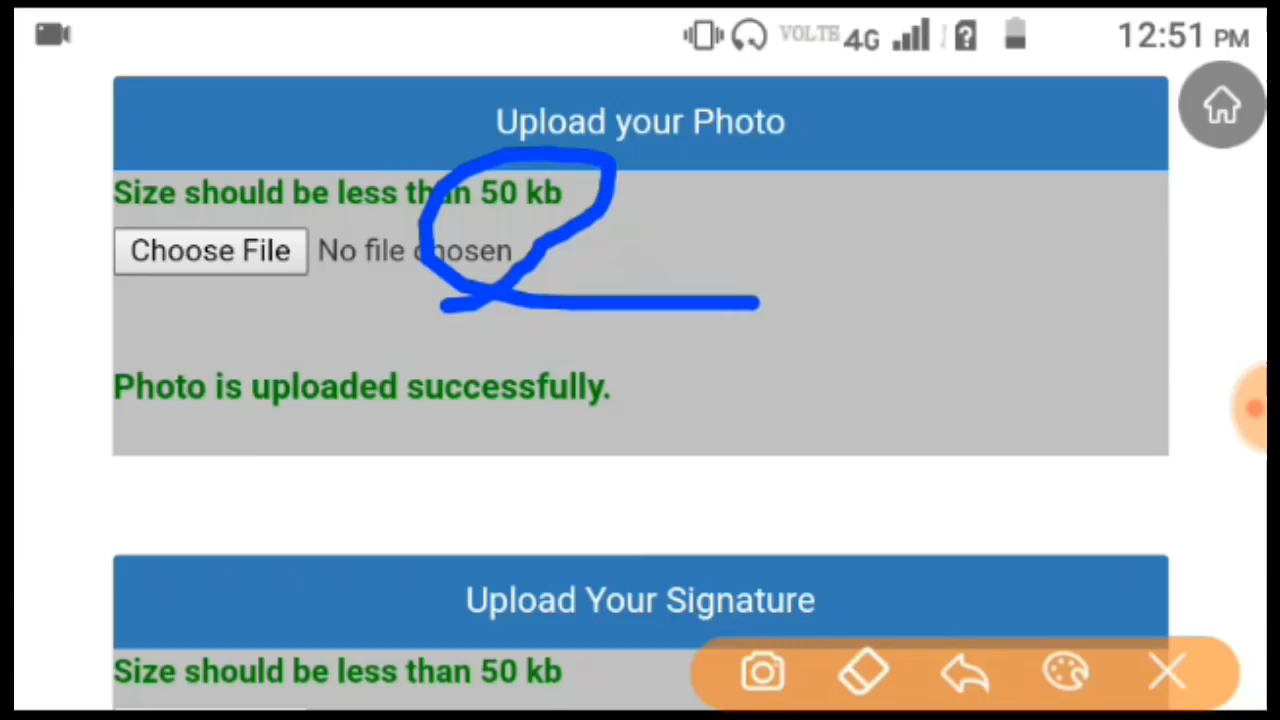 VOLTE 4G 12:51 PM
Upload your Photo
Size should be less than 50 kb
Choose File No file chosen
Photo is uploaded successfully.
Upload Your Signature
Size should be less than 50 kb